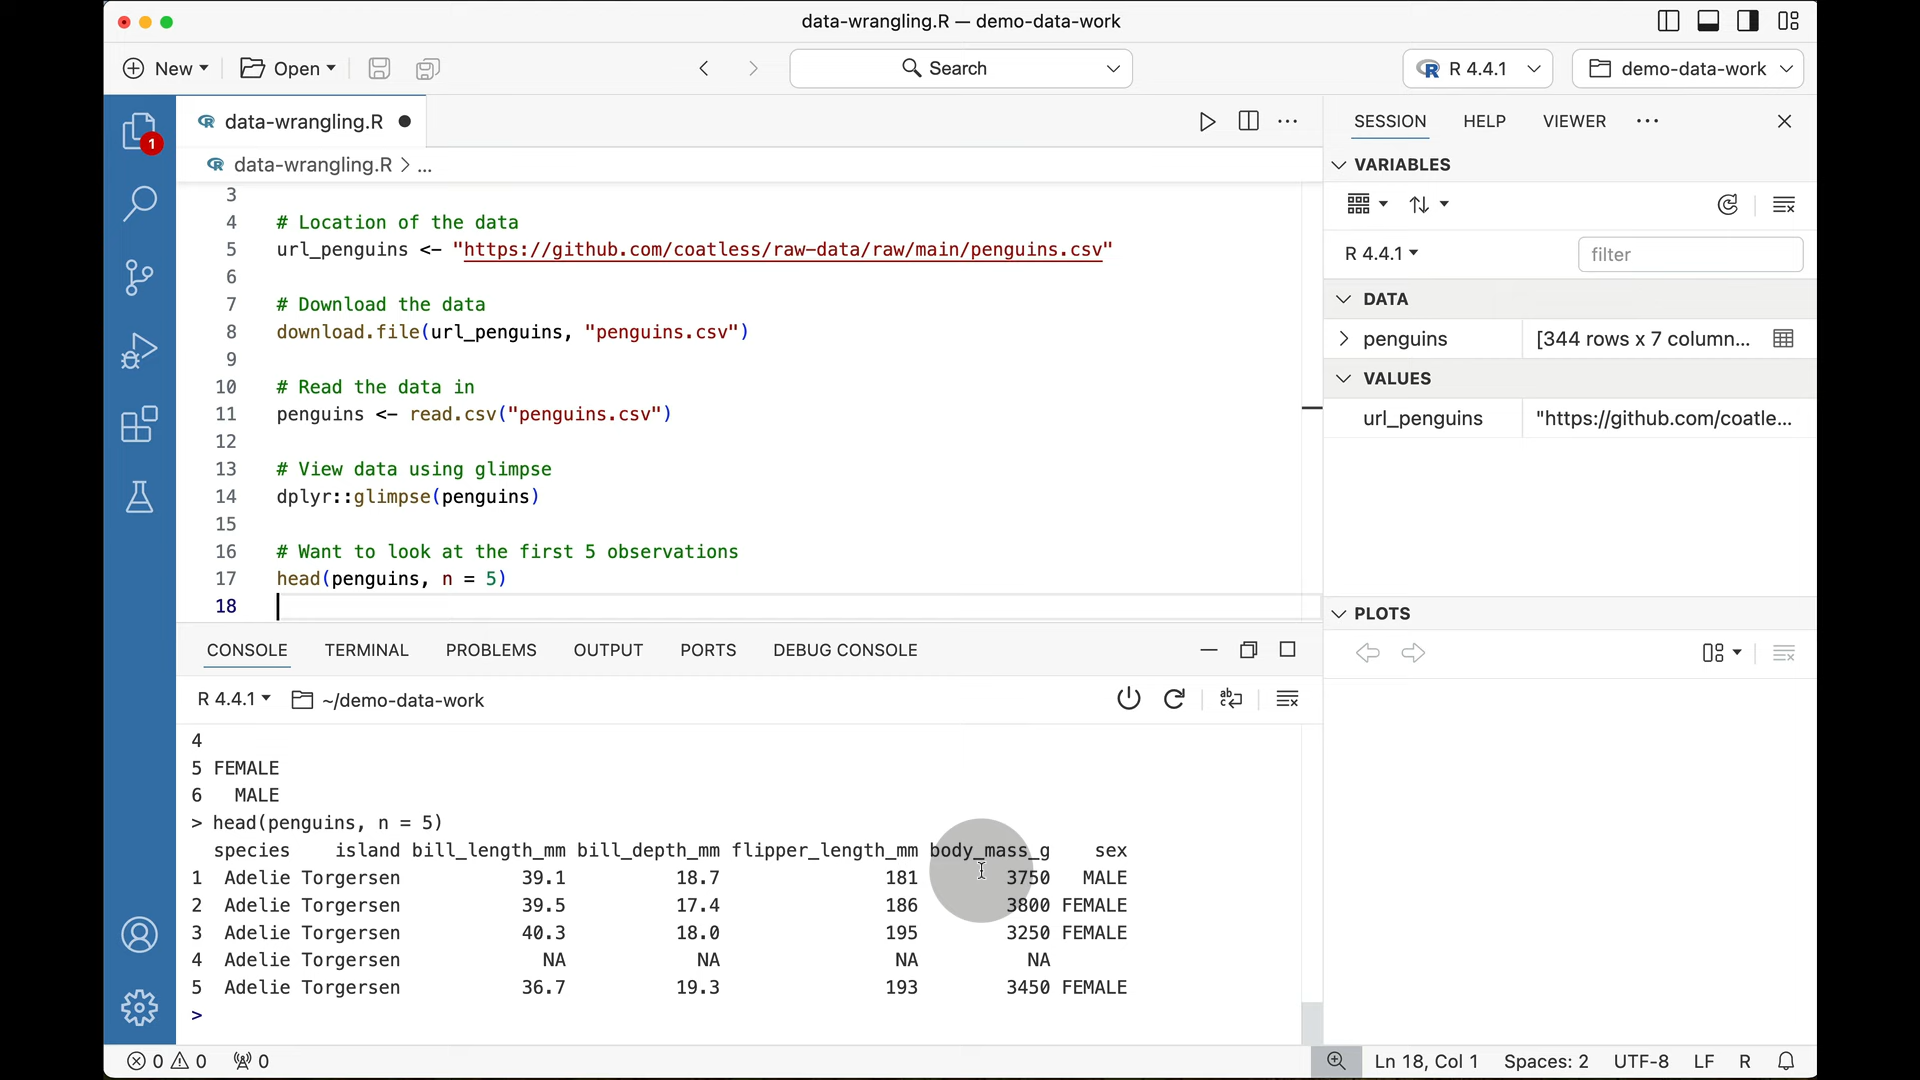 data-wrangling.R — demo-data-work
New Open Search R 4.4.1 demo-data-work
1
data-wrangling.R
data-wrangling.R > ...
3
4 # Location of the data
5 url_penguins <- "https://github.com/coatless/raw-data/raw/main/penguins.csv"
6
7 # Download the data
8 download.file(url_penguins, "penguins.csv")
9
10 # Read the data in
11 penguins <- read.csv("penguins.csv")
12
13 # View data using glimpse
14 dplyr::glimpse(penguins)
15
16 # Want to look at the first 5 observations
17 head(penguins, n = 5)
18
SESSION HELP VIEWER ...
VARIABLES
R 4.4.1 filter
DATA
penguins [344 rows x 7 column...
VALUES
url_penguins "https://github.com/coatle...
PLOTS
CONSOLE TERMINAL PROBLEMS OUTPUT PORTS DEBUG CONSOLE
R 4.4.1 ~/demo-data-work
4
5 FEMALE
6 MALE
> head(penguins, n = 5)
species island bill_length_mm bill_depth_mm flipper_length_mm body_mass_g sex
1 Adelie Torgersen 39.1 18.7 181 3750 MALE
2 Adelie Torgersen 39.5 17.4 186 3800 FEMALE
3 Adelie Torgersen 40.3 18.0 195 3250 FEMALE
4 Adelie Torgersen NA NA NA NA
5 Adelie Torgersen 36.7 19.3 193 3450 FEMALE
>
0 0 0 Ln 18, Col 1 Spaces: 2 UTF-8 LF R